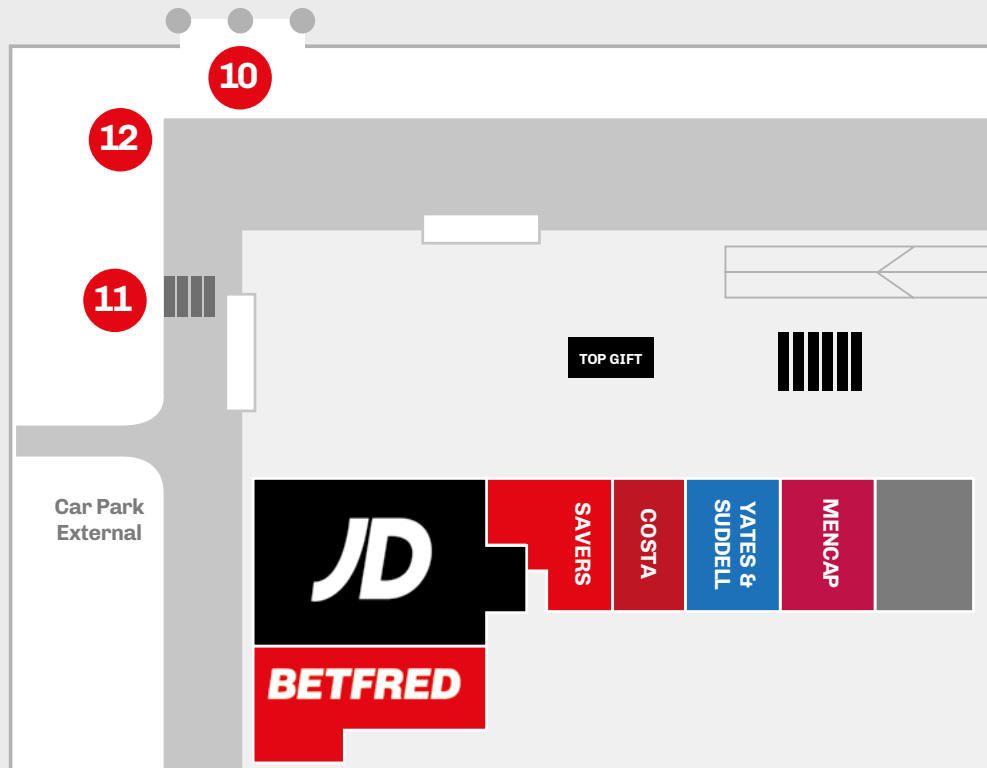 10
12
11
TOP GIFT
Car Park
External
JD
SAVERS
COSTA
YATES &
SUDDELL
MENCAP
BETFRED